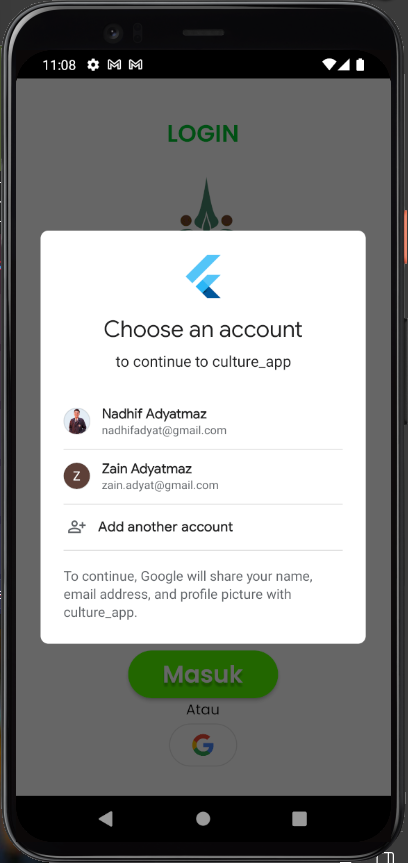 11:08
LOGIN
Choose an account
to continue to culture_app
Nadhif Adyatmaz
nadhifadyat@gmail.com
Z
Zain Adyatmaz
zain.adyat@gmail.com
Add another account
To continue, Google will share your name,
email address, and profile picture with
culture_app.
Masuk
Atau
G